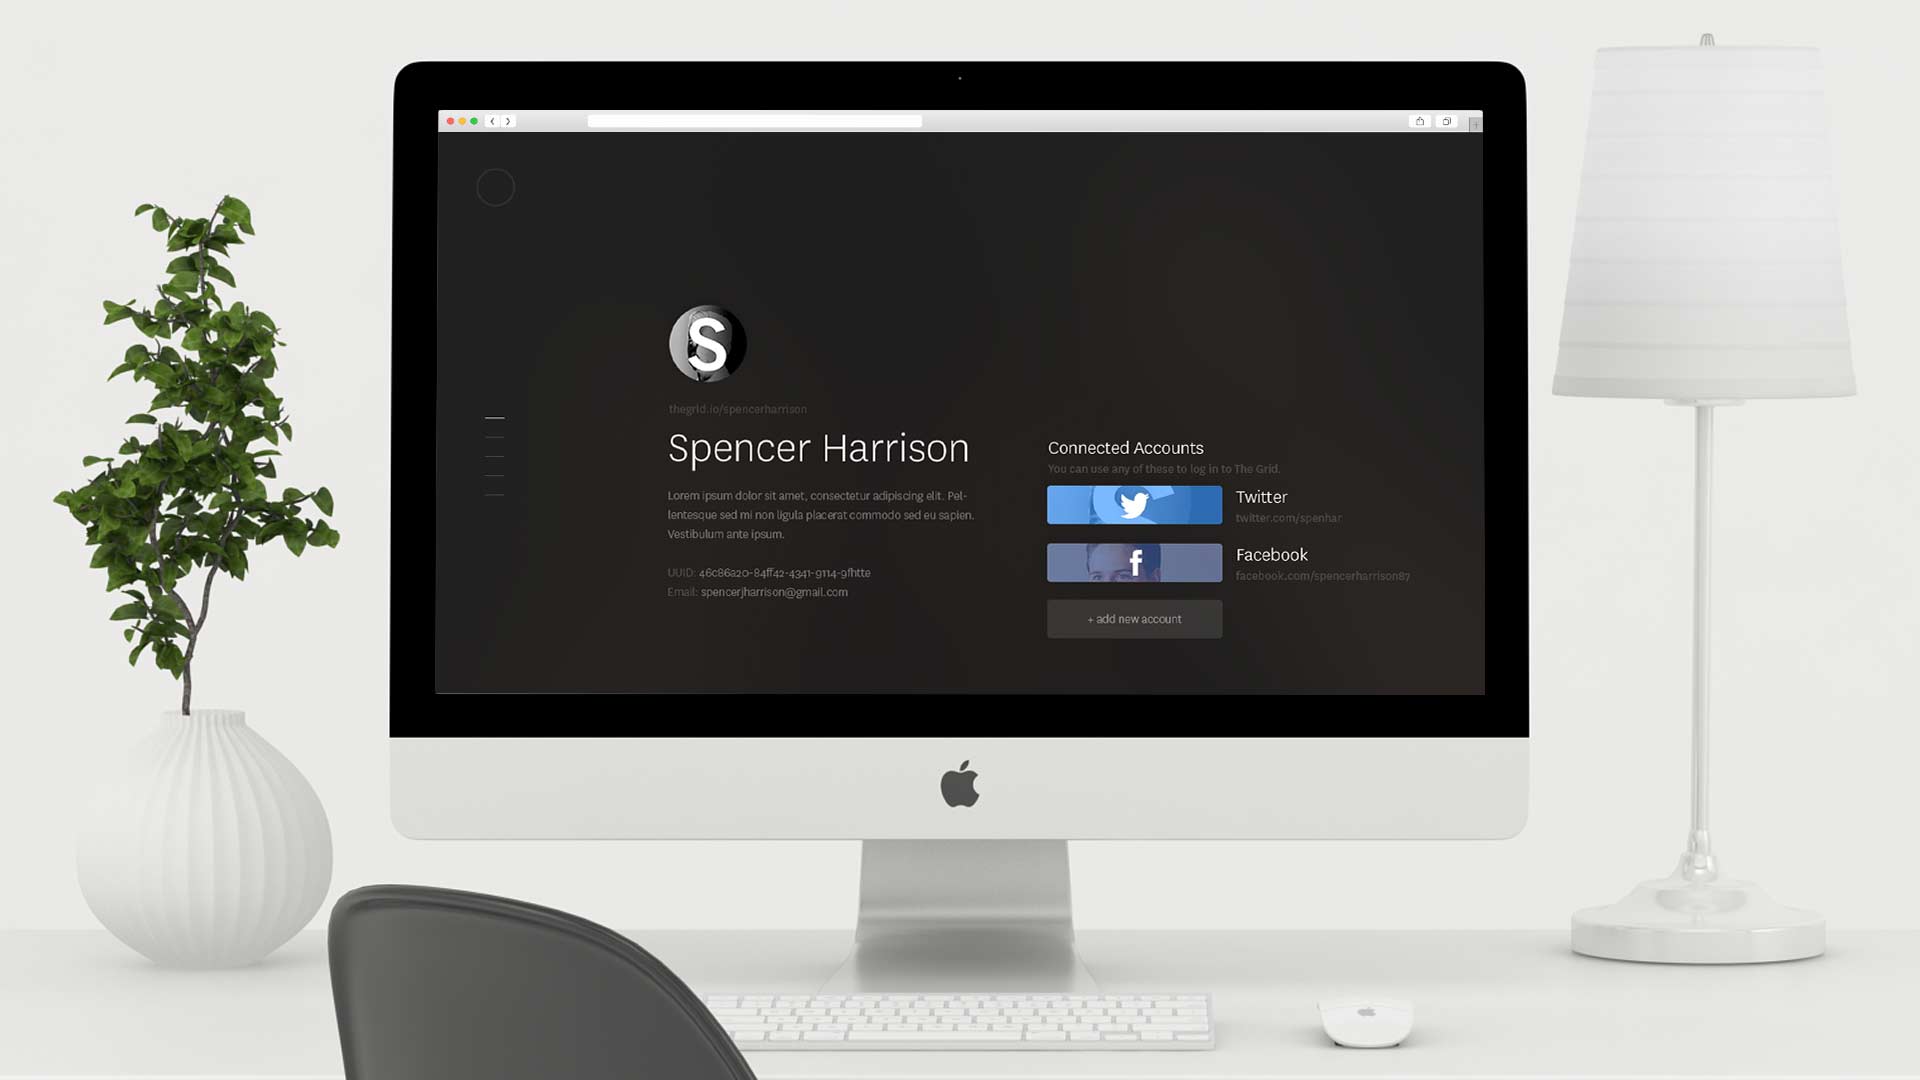 S
thegrid.io/spencerharrison
Spencer Harrison
Lorem ipsum dolor sit amet, consectetur adipiscing elit. Pel-
lentesque sed mi non ligula placerat commodo sed eu sapien.
Vestibulum ante ipsum.
UUID: 46c86a20-84ff42-4341-9114-9fhtte
Email: spencerjharrison@gmail.com
Connected Accounts
You can use any of these to log in to The Grid.
Twitter
twitter.com/spenhar
f
Facebook
facebook.com/spencerharrison87
+ add new account